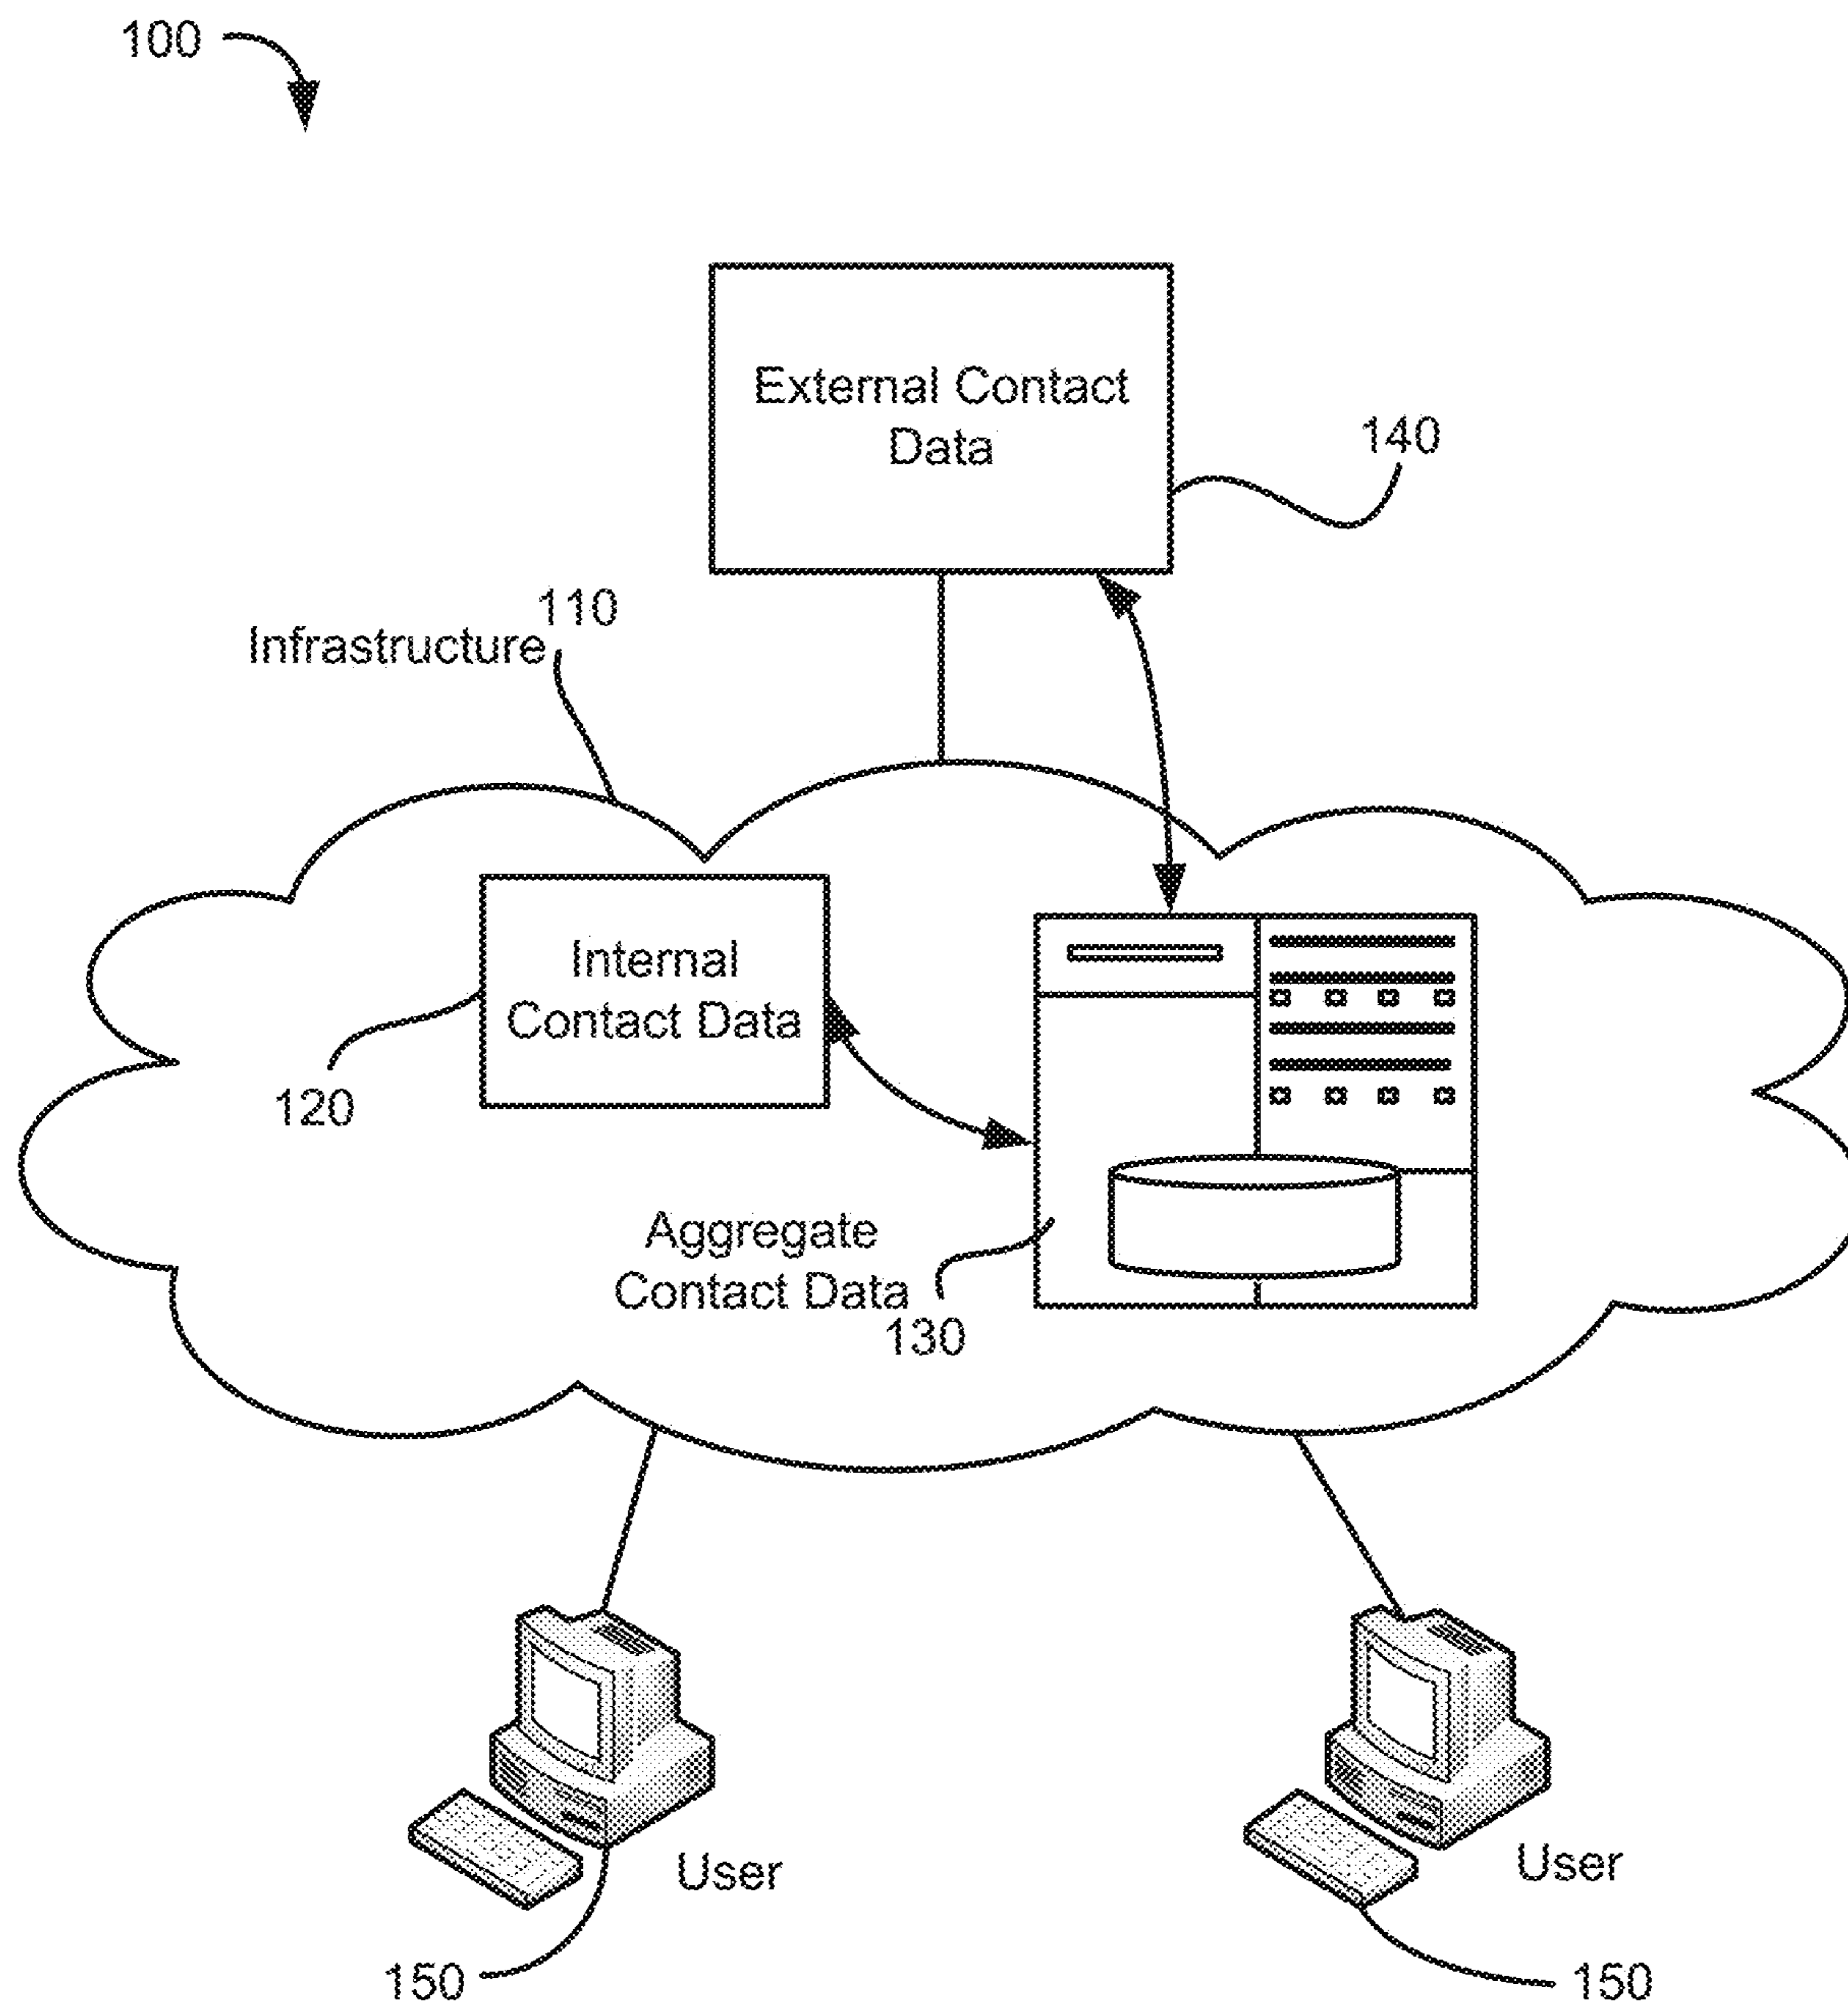 100
External Contact
Data
140
110
Infrastructure
Internal
Contact Data
120
Aggregate
Contact Data
130
User
User
150
150